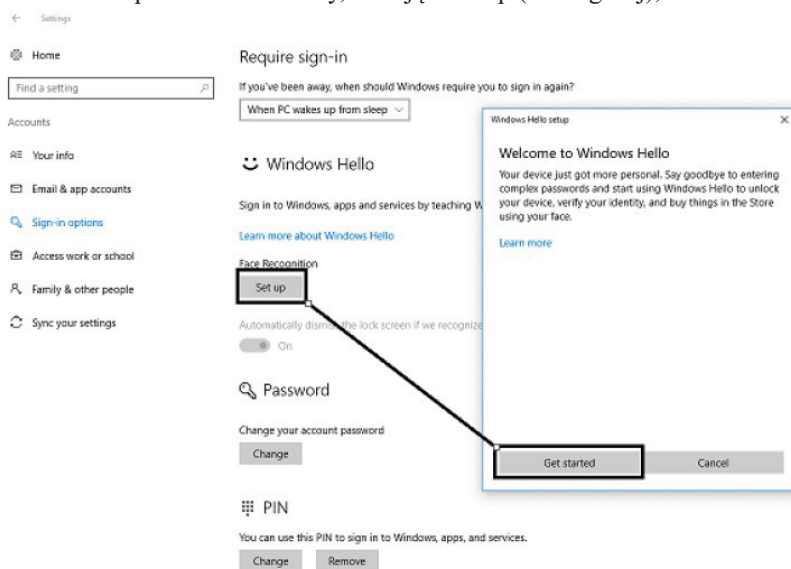 Settings
Home
Find a setting
Accounts
Your info
Email & app accounts
Sign-in options
Access work or school
Family & other people
Sync your settings
Require sign-in
If you've been away, when should Windows require you to sign in again?
When PC wakes up from sleep
Windows Hello
Sign in to Windows, apps and services by teaching W
Learn more about Windows Hello
Face Recognition
Set up
Automatically dismiss the lock screen if we recognize
On
Password
Change your account password
Change
PIN
You can use this PIN to sign in to Windows, apps, and services.
Change Remove
Windows Hello setup
Welcome to Windows Hello
Your device just got more personal. Say goodbye to entering
complex passwords and start using Windows Hello to unlock
your device, verify your identity, and buy things in the Store
using your face.
Learn more
Get started Cancel